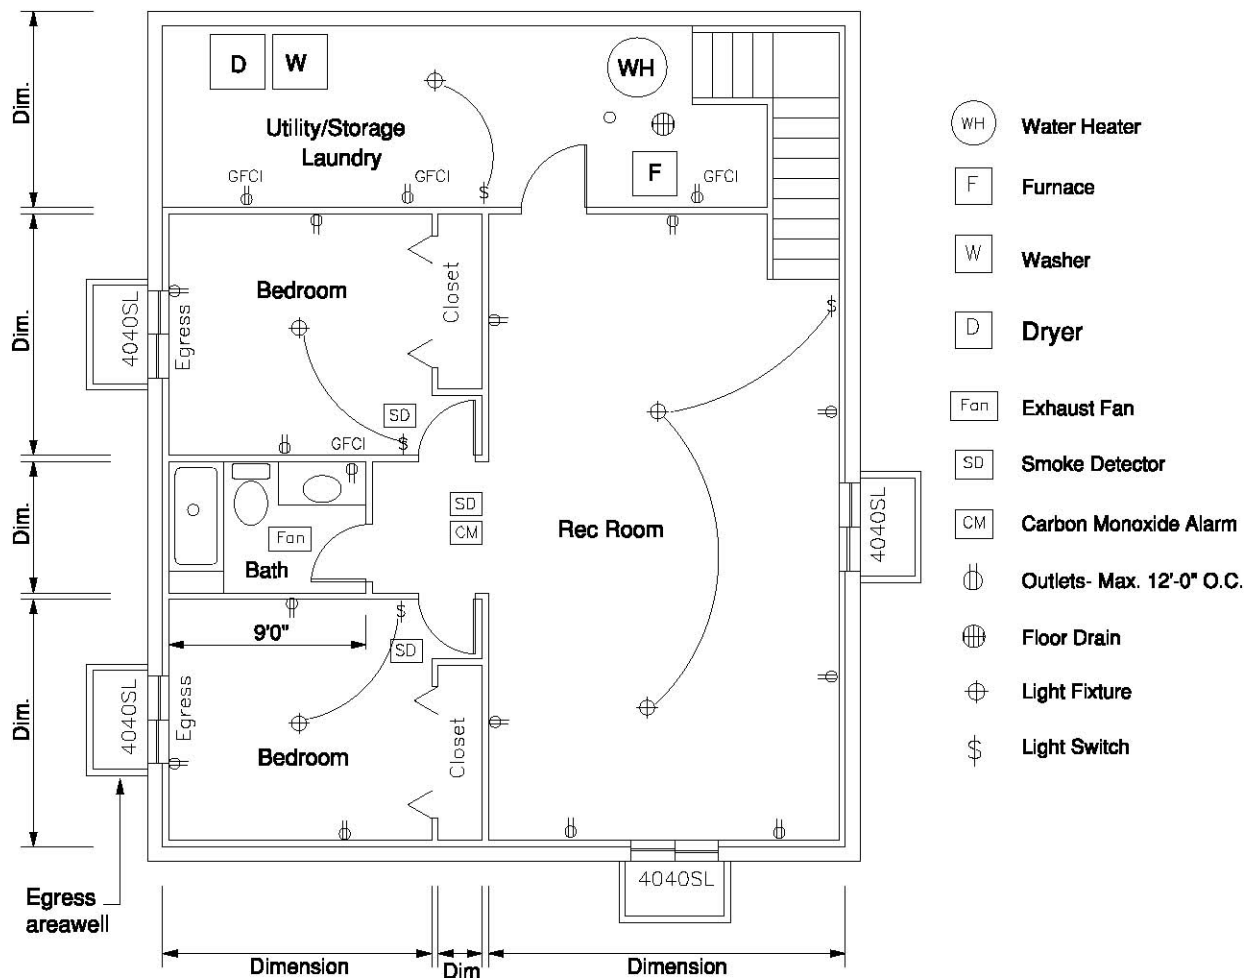 Dim.
D
W
WH
Utility/Storage
Laundry
GFCI
GFCI
F
GFCI
$
Dim.
4040SL
Egress
Bedroom
Closet
SD
GFCI
$
$
Dim.
Fan
Bath
SD
CM
Rec Room
4040SL
Dim.
9'0"
$
SD
4040SL
Egress
Bedroom
Closet
4040SL
Egress
areawell
Dimension
Dim
Dimension
WH Water Heater
F Furnace
W Washer
D Dryer
Fan Exhaust Fan
SD Smoke Detector
CM Carbon Monoxide Alarm
Outlets- Max. 12'-0" O.C.
Floor Drain
Light Fixture
$ Light Switch